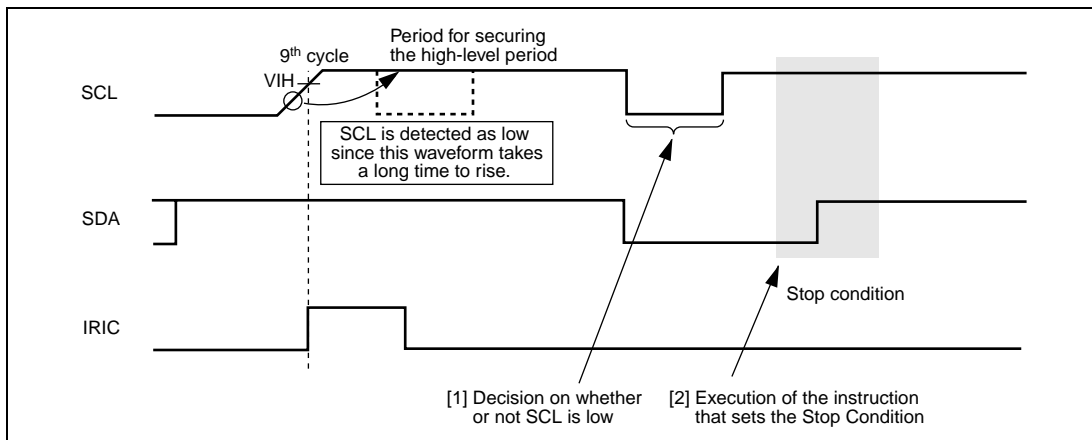 Period for securing
the high-level period
9th cycle
VIH
SCL
SCL is detected as low
since this waveform takes
a long time to rise.
SDA
Stop condition
IRIC
[1] Decision on whether
or not SCL is low
[2] Execution of the instruction
that sets the Stop Condition